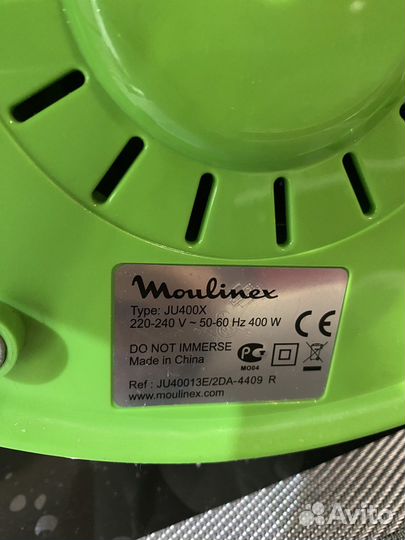 Moulinex
Type: JU400X
220-240 V ~ 50-60 Hz 400 W
CE
DO NOT IMMERSE
Made in China
PG
MO04
Ref : JU40013E/2DA-4409 R
www.moulinex.com
Avito